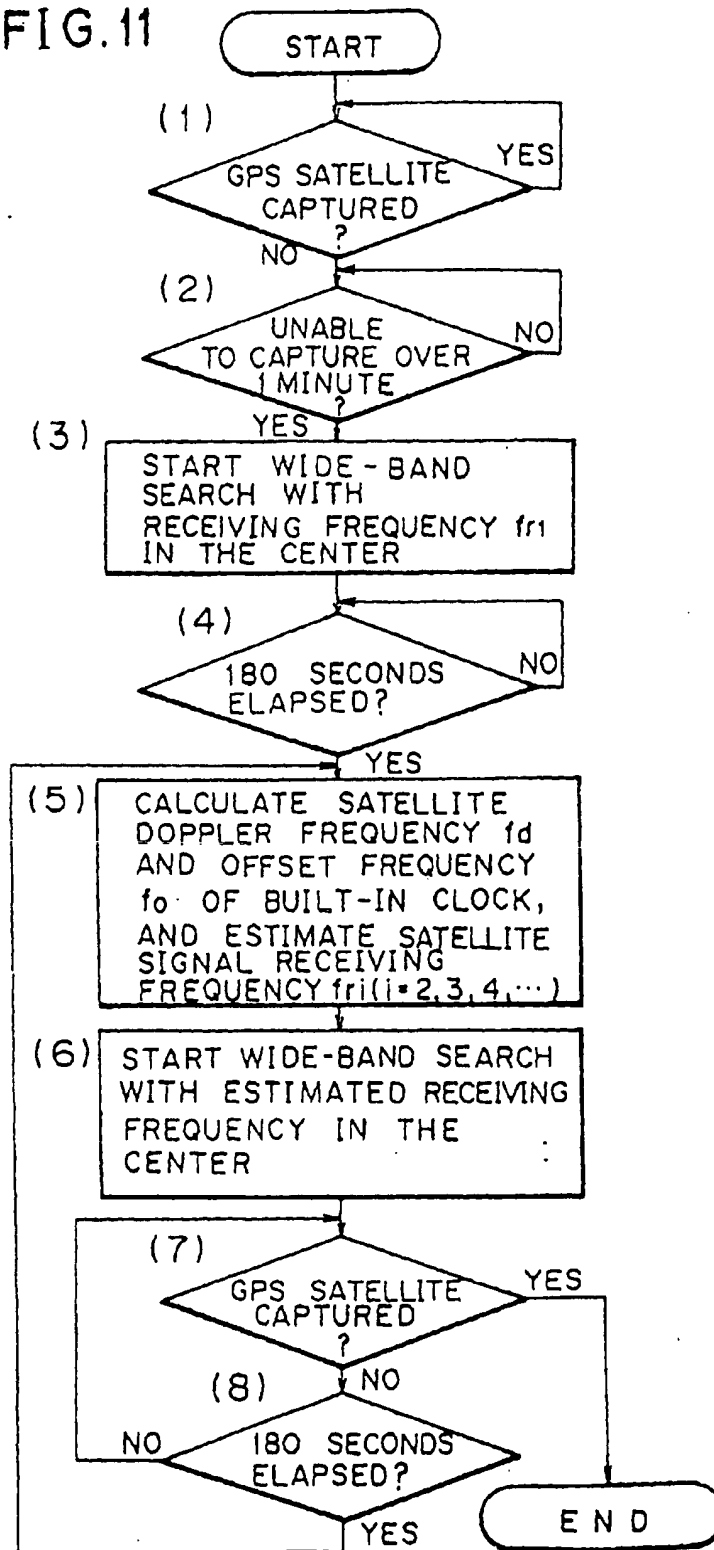 FIG.11
START
(1)
YES
GPS SATELLITE
CAPTURED
?
NO
(2)
UNABLE
TO CAPTURE OVER
1 MINUTE
?
NO
YES
(3)
START WIDE-BAND
SEARCH WITH
RECEIVING FREQUENCY fr1
IN THE CENTER
(4)
180 SECONDS
ELAPSED?
NO
YES
(5)
CALCULATE SATELLITE
DOPPLER FREQUENCY fd
AND OFFSET FREQUENCY
fo OF BUILT-IN CLOCK,
AND ESTIMATE SATELLITE
SIGNAL RECEIVING
FREQUENCY fri(i=2,3,4,···)
(6)
START WIDE-BAND SEARCH
WITH ESTIMATED RECEIVING
FREQUENCY IN THE
CENTER
(7)
GPS SATELLITE
CAPTURED
?
YES
NO
(8)
180 SECONDS
ELAPSED?
NO
YES
END